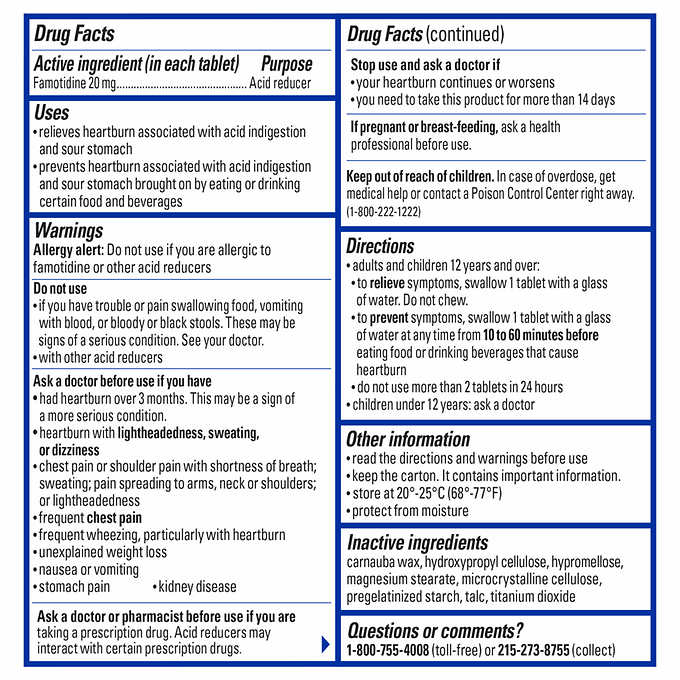 Drug Facts
Active ingredient (in each tablet) Purpose
Famotidine 20 mg.............................................. Acid reducer
Uses
•relieves heartburn associated with acid indigestion
and sour stomach
•prevents heartburn associated with acid indigestion
and sour stomach brought on by eating or drinking
certain food and beverages
Warnings
Allergy alert: Do not use if you are allergic to
famotidine or other acid reducers
Do not use
•if you have trouble or pain swallowing food, vomiting
with blood, or bloody or black stools. These may be
signs of a serious condition. See your doctor.
•with other acid reducers
Ask a doctor before use if you have
•had heartburn over 3 months. This may be a sign of
a more serious condition.
•heartburn with lightheadedness, sweating,
or dizziness
•chest pain or shoulder pain with shortness of breath;
sweating; pain spreading to arms, neck or shoulders;
or lightheadedness
•frequent chest pain
•frequent wheezing, particularly with heartburn
•unexplained weight loss
•nausea or vomiting
•stomach pain •kidney disease
Ask a doctor or pharmacist before use if you are
taking a prescription drug. Acid reducers may
interact with certain prescription drugs.
Drug Facts (continued)
Stop use and ask a doctor if
•your heartburn continues or worsens
•you need to take this product for more than 14 days
If pregnant or breast-feeding, ask a health
professional before use.
Keep out of reach of children. In case of overdose, get
medical help or contact a Poison Control Center right away.
(1-800-222-1222)
Directions
•adults and children 12 years and over:
•to relieve symptoms, swallow 1 tablet with a glass
of water. Do not chew.
•to prevent symptoms, swallow 1 tablet with a glass
of water at any time from 10 to 60 minutes before
eating food or drinking beverages that cause
heartburn
•do not use more than 2 tablets in 24 hours
•children under 12 years: ask a doctor
Other information
•read the directions and warnings before use
•keep the carton. It contains important information.
•store at 20°-25°C (68°-77°F)
•protect from moisture
Inactive ingredients
carnauba wax, hydroxypropyl cellulose, hypromellose,
magnesium stearate, microcrystalline cellulose,
pregelatinized starch, talc, titanium dioxide
Questions or comments?
1-800-755-4008 (toll-free) or 215-273-8755 (collect)